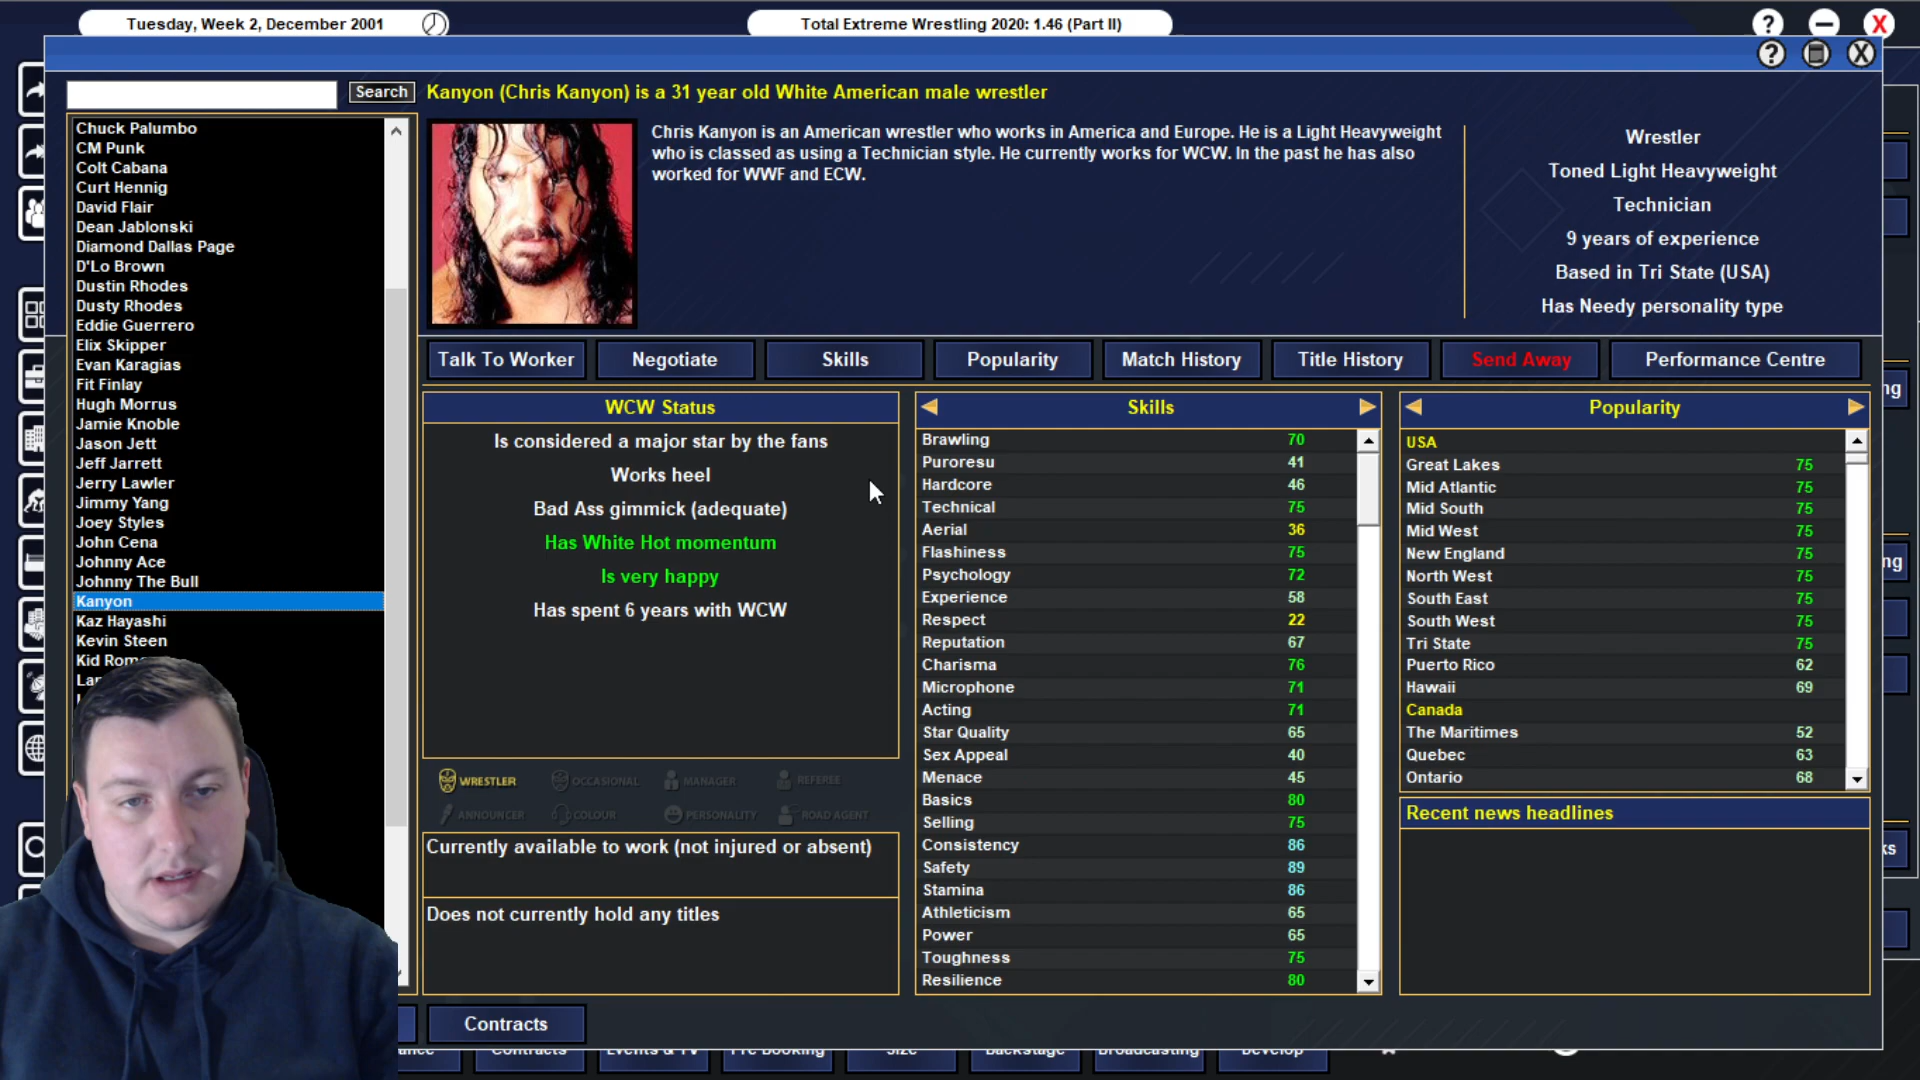 Tuesday, Week 2, December 2001
Total Extreme Wrestling 2020: 1.46 (Part II)
Search
Kanyon (Chris Kanyon) is a 31 year old White American male wrestler
Chuck Palumbo
CM Punk
Colt Cabana
Curt Hennig
David Flair
Dean Jablonski
Diamond Dallas Page
D'Lo Brown
Dustin Rhodes
Dusty Rhodes
Eddie Guerrero
Elix Skipper
Evan Karagias
Fit Finlay
Hugh Morrus
Jamie Knoble
Jason Jett
Jeff Jarrett
Jerry Lawler
Jimmy Yang
Joey Styles
John Cena
Johnny Ace
Johnny The Bull
Kanyon
Kaz Hayashi
Kevin Steen
Kid
Chris Kanyon is an American wrestler who works in America and Europe. He is a Light Heavyweight
who is classed as using a Technician style. He currently works for WCW. In the past he has also
worked for WWF and ECW.
Wrestler
Toned Light Heavyweight
Technician
9 years of experience
Based in Tri State (USA)
Has Needy personality type
Talk To Worker
Negotiate
Skills
Popularity
Match History
Title History
Send Away
Performance Centre
WCW Status
Is considered a major star by the fans
Works heel
Bad Ass gimmick (adequate)
Has White Hot momentum
Is very happy
Has spent 6 years with WCW
WRESTLER
OCCASIONAL
MANAGER
REFEREE
ANNOUNCER
COLOUR
PERSONALITY
ROAD AGENT
Currently available to work (not injured or absent)
Does not currently hold any titles
Skills
Brawling 70
Puroresu 41
Hardcore 46
Technical 75
Aerial 36
Flashiness 75
Psychology 72
Experience 58
Respect 22
Reputation 67
Charisma 76
Microphone 71
Acting 71
Star Quality 65
Sex Appeal 40
Menace 45
Basics 80
Selling 75
Consistency 86
Safety 89
Stamina 86
Athleticism 65
Power 65
Toughness 75
Resilience 80
Popularity
USA
Great Lakes 75
Mid Atlantic 75
Mid South 75
Mid West 75
New England 75
North West 75
South East 75
South West 75
Tri State 75
Puerto Rico 62
Hawaii 69
Canada
The Maritimes 52
Quebec 63
Ontario 68
Recent news headlines
Contracts
Contracts
Events & TV
Pre Booking
Size
Backstage
Broadcasting
Develop